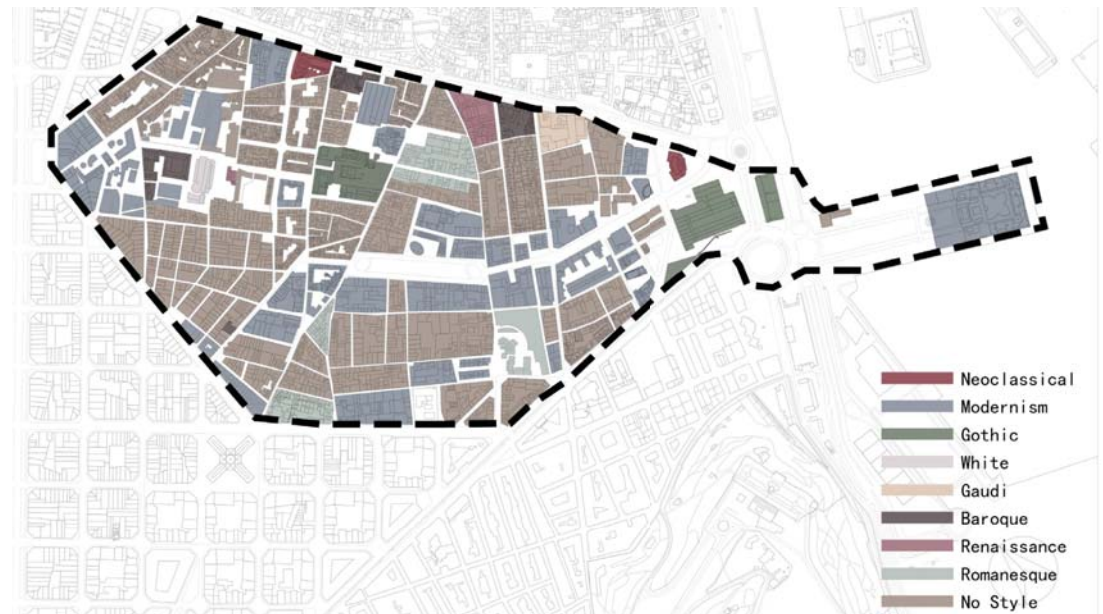 Neoclassical
Modernism
Gothic
White
Gaudi
Baroque
Renaissance
Romanesque
No Style